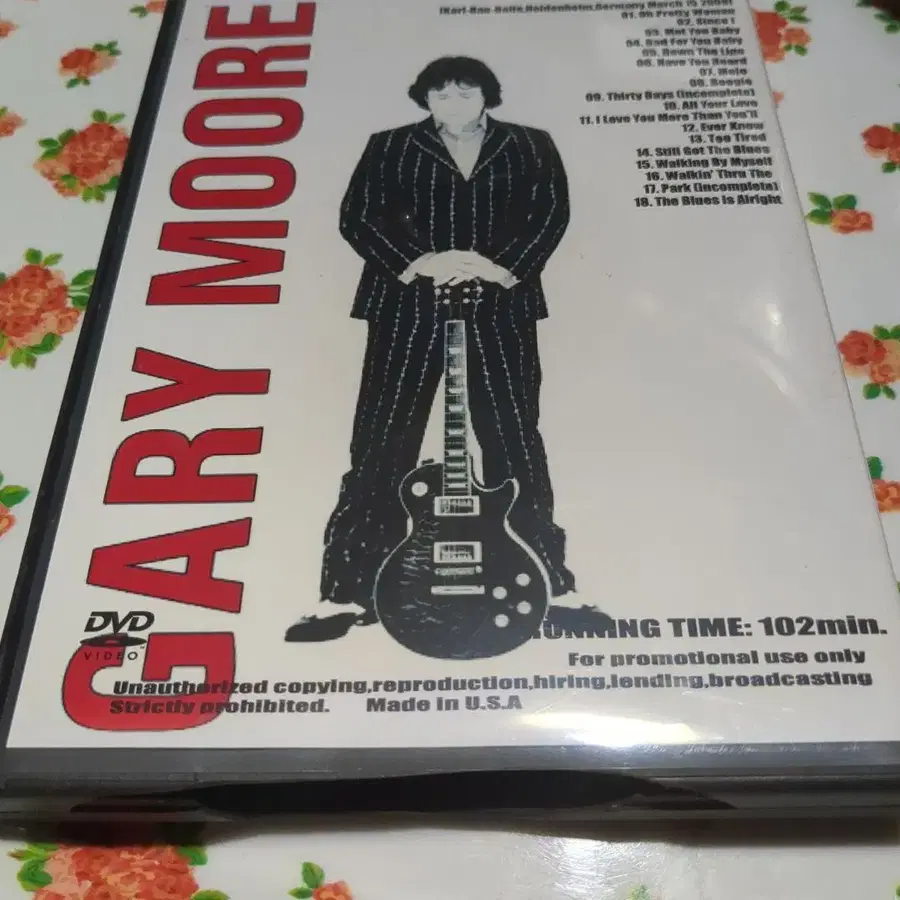 GARY MOORE
(Karl-Rau-Halle,Heidenheim,Germany March 15 2009)
01. Oh Pretty Woman
02. Since I
03. Met You Baby
04. Bad For You Baby
05. Down The Line
06. Have You Heard
07. Mojo
08. Boogie
09. Thirty Days (incomplete)
10. All Your Love
11. I Love You More Than You'll
12. Ever Know
13. Too Tired
14. Still Got The Blues
15. Walking By Myself
16. Walkin' Thru The
17. Park (incomplete)
18. The Blues Is Alright
DVD
VIDEO
RUNNING TIME: 102min.
For promotional use only
Unauthorized copying,reproduction,hiring,lending,broadcasting
Strictly prohibited. Made in U.S.A